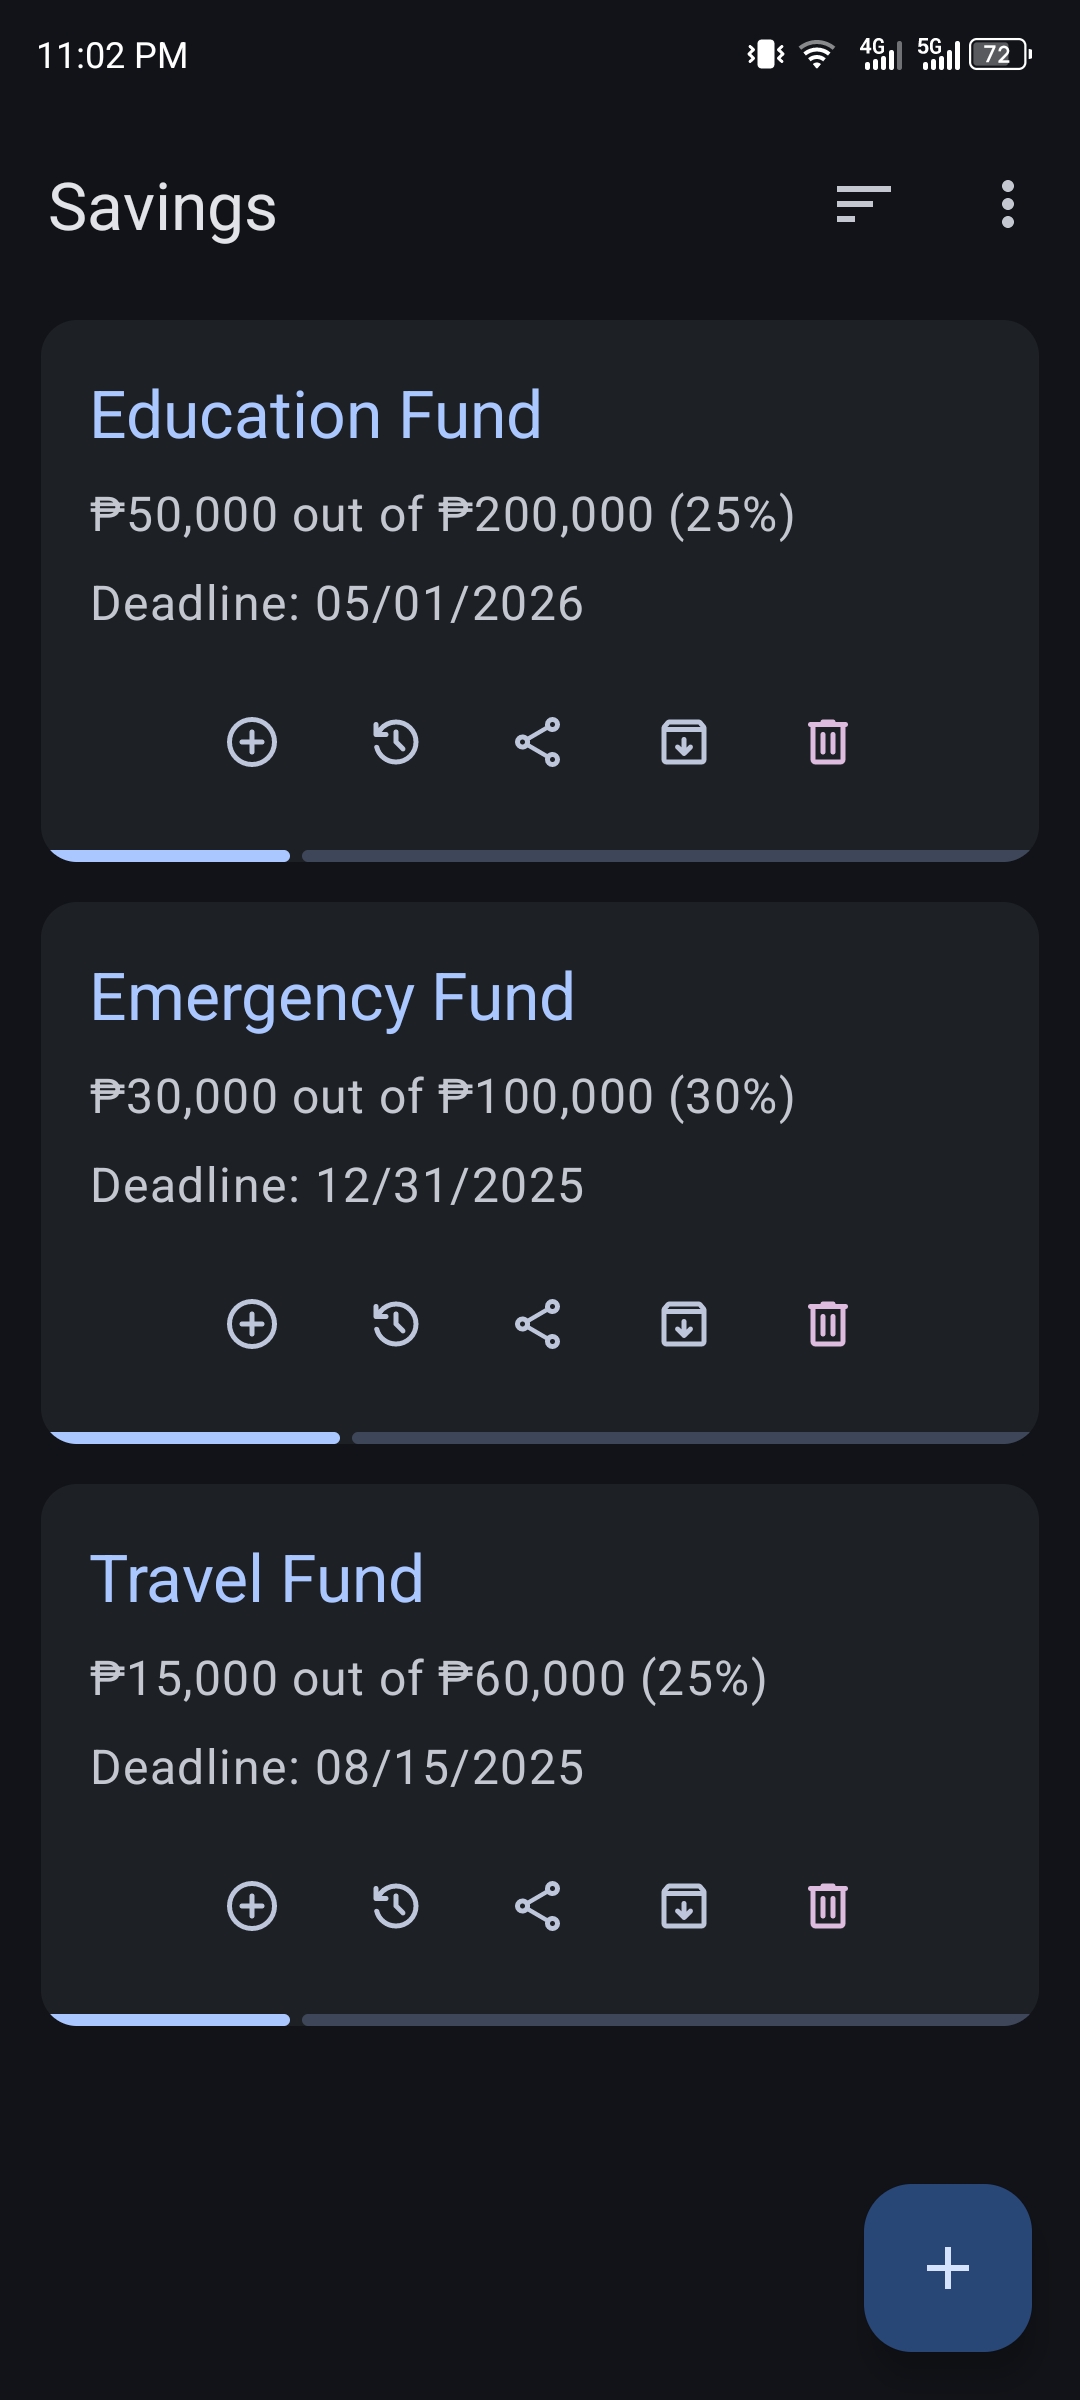 11:02 PM
4G 5G 72
Savings
Education Fund
₱50,000 out of ₱200,000 (25%)
Deadline: 05/01/2026
Emergency Fund
₱30,000 out of ₱100,000 (30%)
Deadline: 12/31/2025
Travel Fund
₱15,000 out of ₱60,000 (25%)
Deadline: 08/15/2025